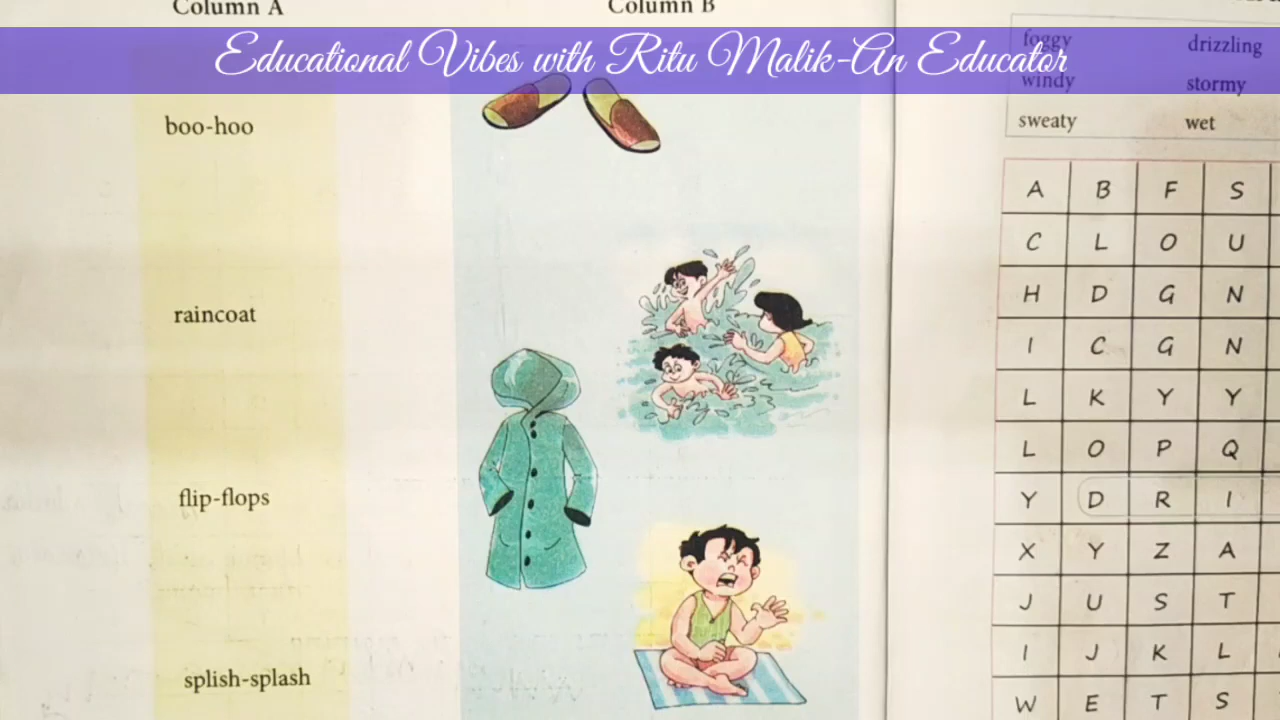 Column A
Column B
Educational Vibes with Ritu Malik-An Educator
boo-hoo
raincoat
flip-flops
splish-splash
foggy drizzling
windy stormy
sweaty wet
A B F S
C L O U
H D G N
I C G N
L K Y Y
L O P Q
Y D R I
X Y Z A
J U S T
I J K L
W E T S